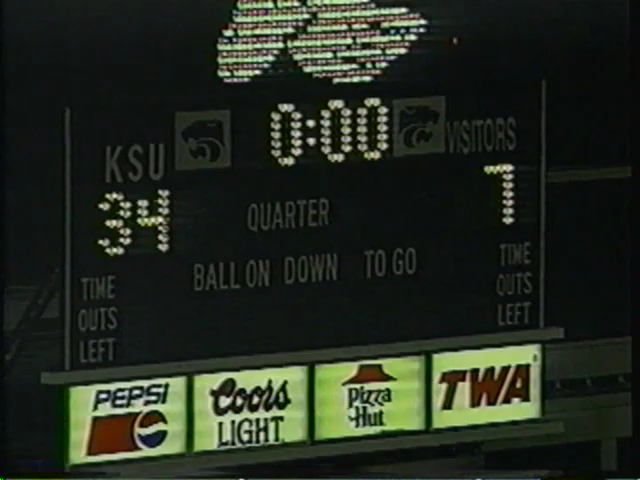 0:00
KSU
VISITORS
34
7
QUARTER
BALL ON DOWN TO GO
TIME
OUTS
LEFT
TIME
OUTS
LEFT
PEPSI
Coors
LIGHT
Pizza
Hut
TWA